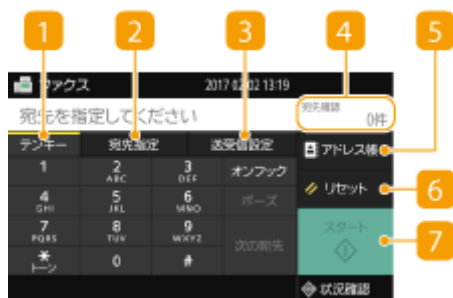 1 2 3 4 5
ファクス 2017 02/02 13:19
宛先を指定してください 宛先確認 0件
テンキー 宛先指定 送受信設定 アドレス帳
1 2 ABC 3 DEF オンフック
リセット 6
4 GHI 5 JKL 6 MNO ポーズ
7 PQRS 8 TUV 9 WXYZ 次の宛先 スタート 7
* トーン 0 #
状況確認